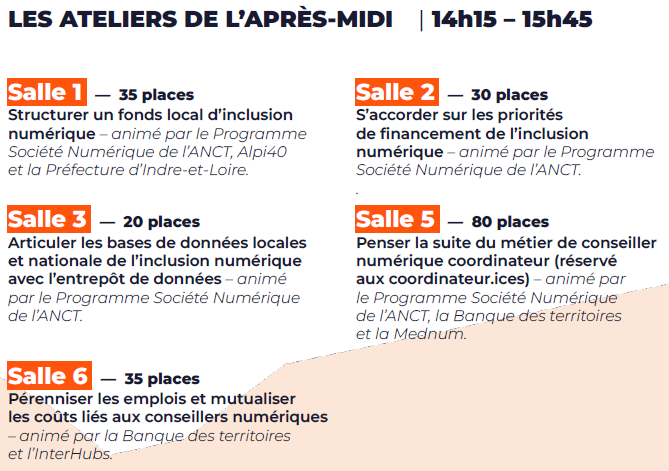 LES ATELIERS DE L’APRÈS-MIDI | 14h15 – 15h45
Salle 1 — 35 places
Structurer un fonds local d’inclusion
numérique – animé par le Programme
Société Numérique de l’ANCT, Alpi40
et la Préfecture d’Indre-et-Loire.
Salle 2 — 30 places
S’accorder sur les priorités
de financement de l’inclusion
numérique – animé par le Programme
Société Numérique de l’ANCT.
.
Salle 3 — 20 places
Articuler les bases de données locales
et nationale de l’inclusion numérique
avec l’entrepôt de données – animé
par le Programme Société Numérique
de l’ANCT.
Salle 5 — 80 places
Penser la suite du métier de conseiller
numérique coordinateur (réservé
aux coordinateur.ices) – animé par
le Programme Société Numérique
de l’ANCT, la Banque des territoires
et la Mednum.
Salle 6 — 35 places
Pérenniser les emplois et mutualiser
les coûts liés aux conseillers numériques
– animé par la Banque des territoires
et l’InterHubs.